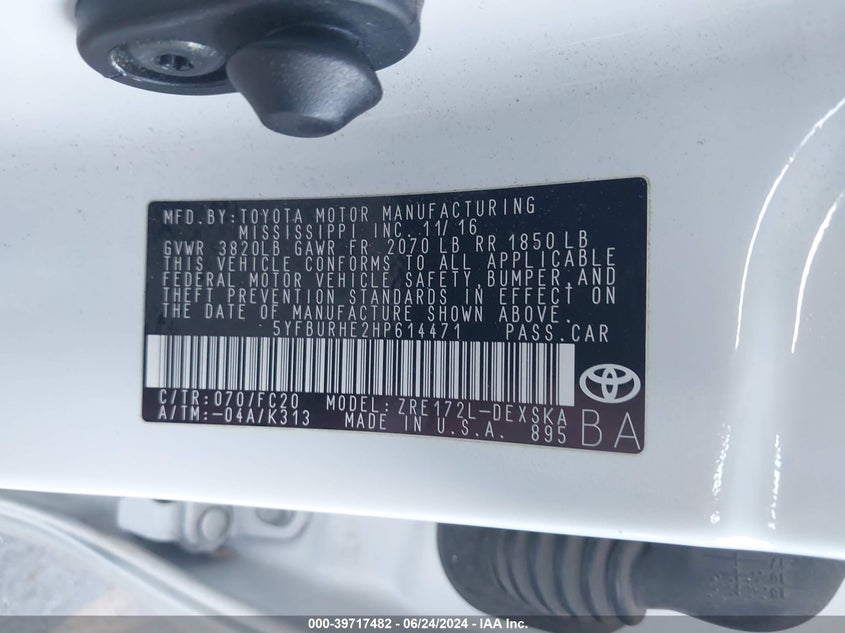 MFD. BY: TOYOTA MOTOR MANUFACTURING
MISSISSIPPI INC. 11/16
GVWR 3820LB GAWR FR 2070 LB RR 1850 LB
THIS VEHICLE CONFORMS TO ALL APPLICABLE
FEDERAL MOTOR VEHICLE SAFETY, BUMPER, AND
THEFT PREVENTION STANDARDS IN EFFECT ON
THE DATE OF MANUFACTURE SHOWN ABOVE.
5YFBURHE2HP614471 PASS. CAR
C/TR: 070/FC20 MODEL: ZRE172L-DEXSKA
A/TM: -04A/K313 MADE IN U.S.A. 895 BA
000-39717482 - 06/24/2024 - IAA Inc.